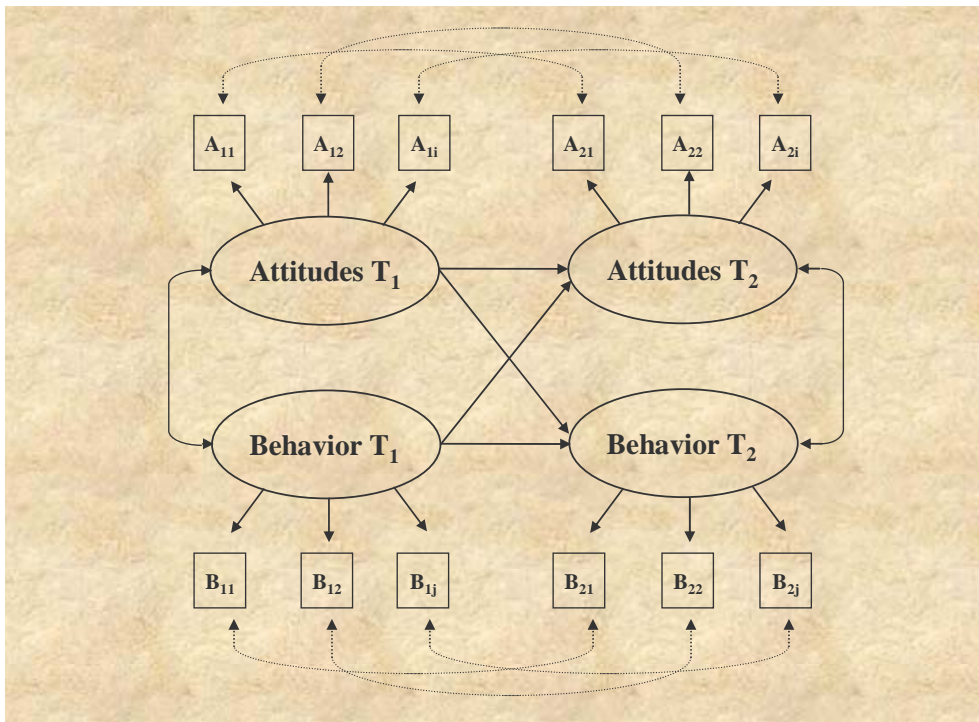 A₁₁ A₁₂ A₁ᵢ A₂₁ A₂₂ A₂ᵢ
Attitudes T₁ Attitudes T₂
Behavior T₁ Behavior T₂
B₁₁ B₁₂ B₁ⱼ B₂₁ B₂₂ B₂ⱼ